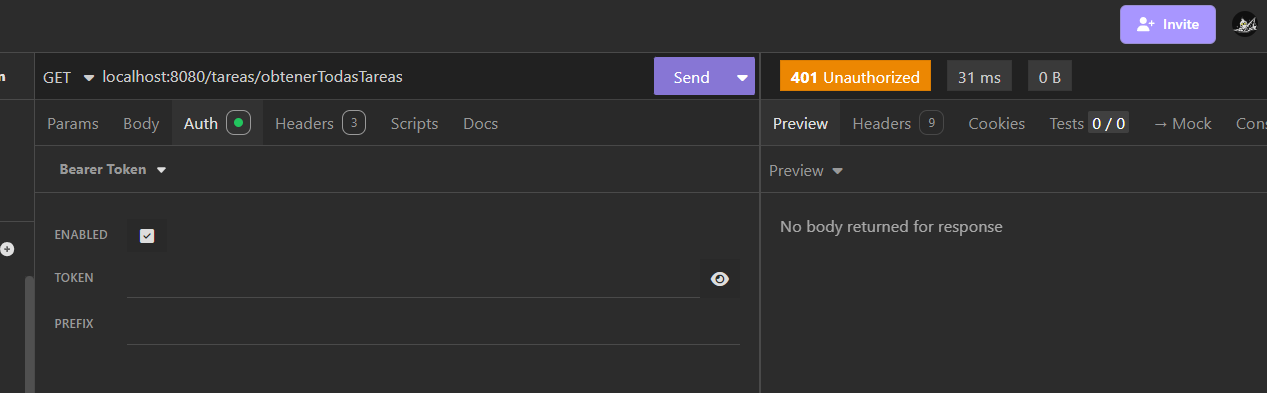 Invite
n
GET localhost:8080/tareas/obtenerTodasTareas Send 401 Unauthorized 31 ms 0 B
Params Body Auth Headers 3 Scripts Docs Preview Headers 9 Cookies Tests 0 / 0 → Mock Cons
Bearer Token Preview
ENABLED No body returned for response
TOKEN
PREFIX